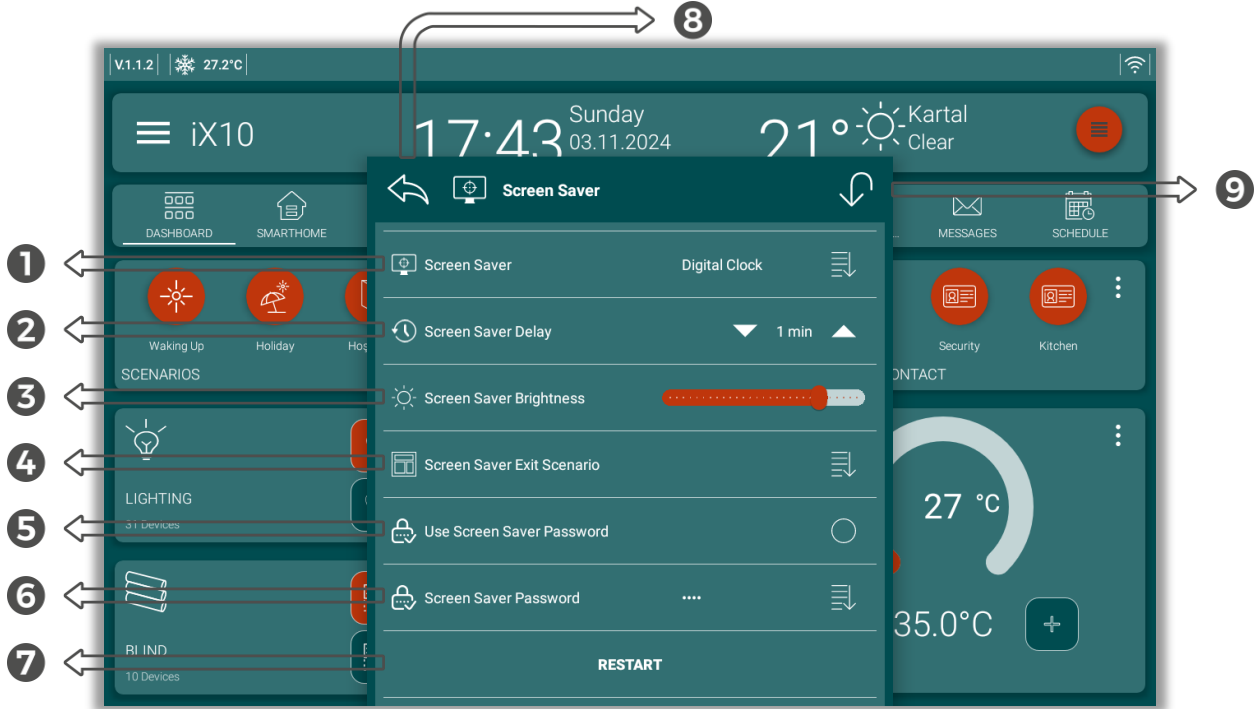 8
V.1.1.2 27.2°C
iX10
17:43
Sunday
03.11.2024
21°
Kartal
Clear
Screen Saver
9
DASHBOARD
SMARTHOME
MESSAGES
SCHEDULE
1
Screen Saver Digital Clock
2
Screen Saver Delay 1 min
Waking Up
Holiday
Security
Kitchen
SCENARIOS
3
Screen Saver Brightness
4
Screen Saver Exit Scenario
LIGHTING
31 Devices
27 °C
5
Use Screen Saver Password
6
Screen Saver Password ....
35.0°C
7
BLIND
10 Devices
RESTART